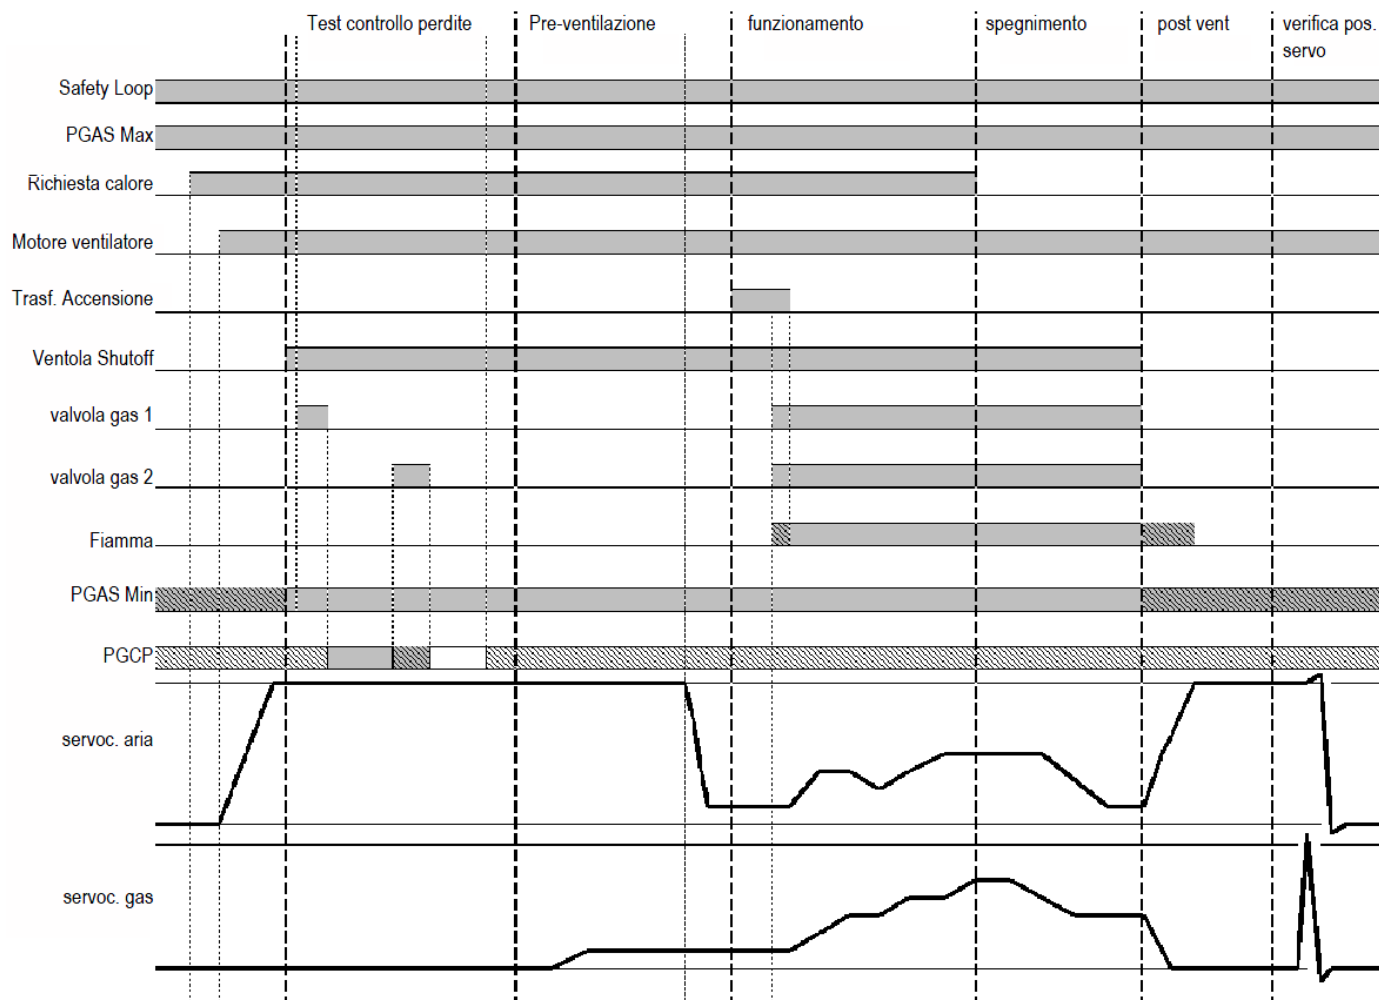 Test controllo perdite
Pre-ventilazione
funzionamento
spegnimento
post vent
verifica pos.
servo
Safety Loop
PGAS Max
Richiesta calore
Motore ventilatore
Trasf. Accensione
Ventola Shutoff
valvola gas 1
valvola gas 2
Fiamma
PGAS Min
PGCP
servoc. aria
servoc. gas